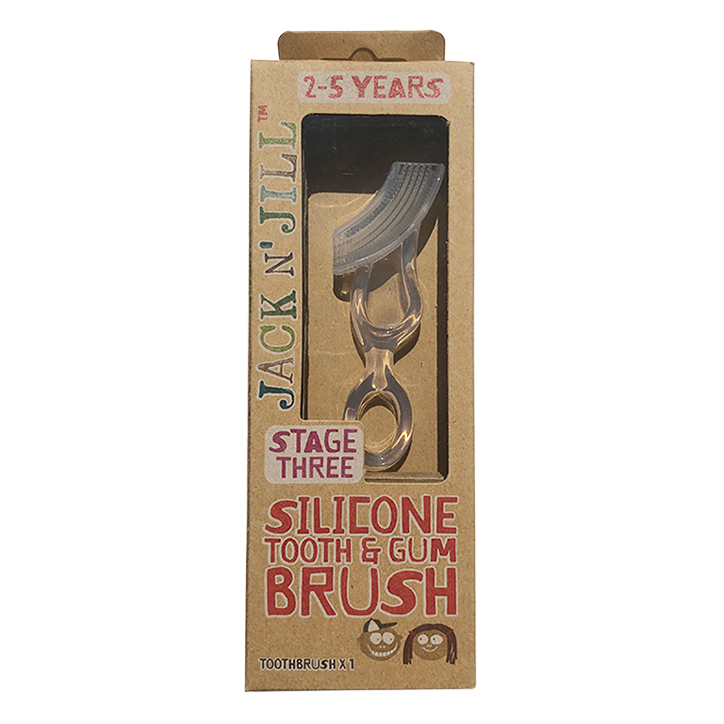 2-5 YEARS
JACK N' JILL™
STAGE
THREE
SILICONE
TOOTH & GUM
BRUSH
TOOTHBRUSH X 1